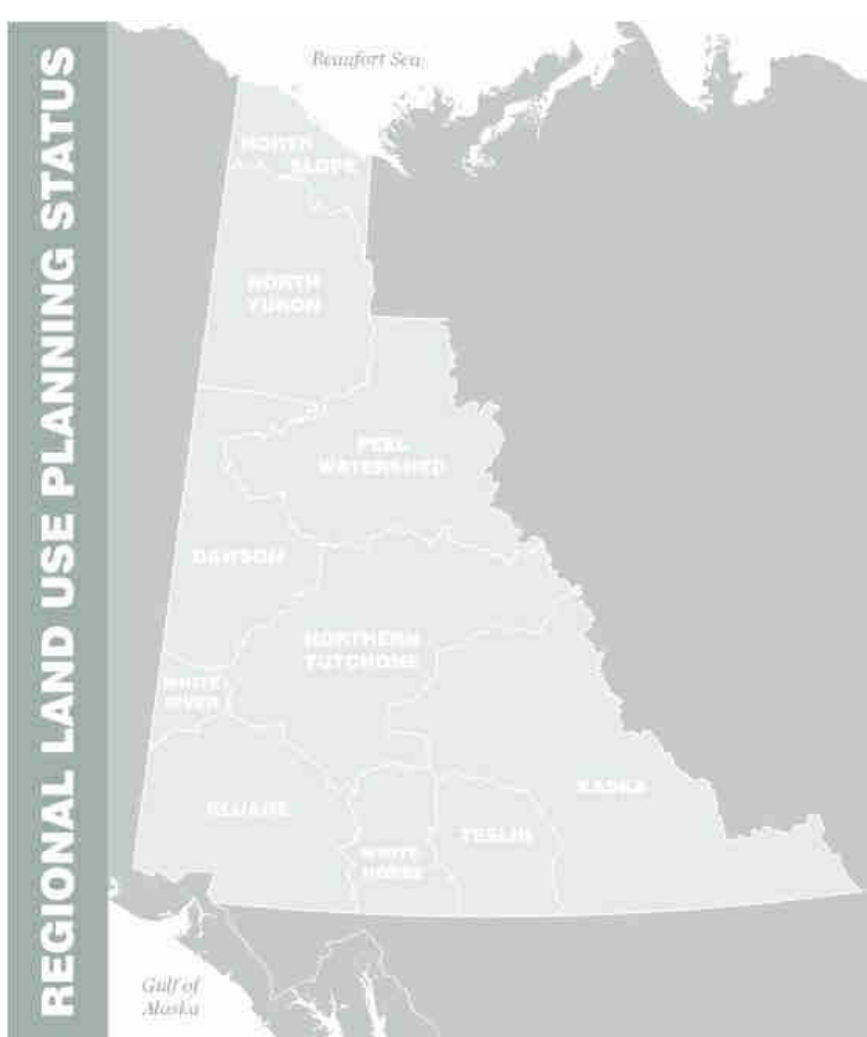 REGIONAL LAND USE PLANNING STATUS
Beaufort Sea
NORTH
SLOPE
NORTH
YUKON
PEEL
WATERSHED
DAWSON
NORTHERN
TUTCHONE
WHITE
RIVER
KLUANE
KASKA
TESLIN
WHITE
HORSE
Gulf of
Alaska